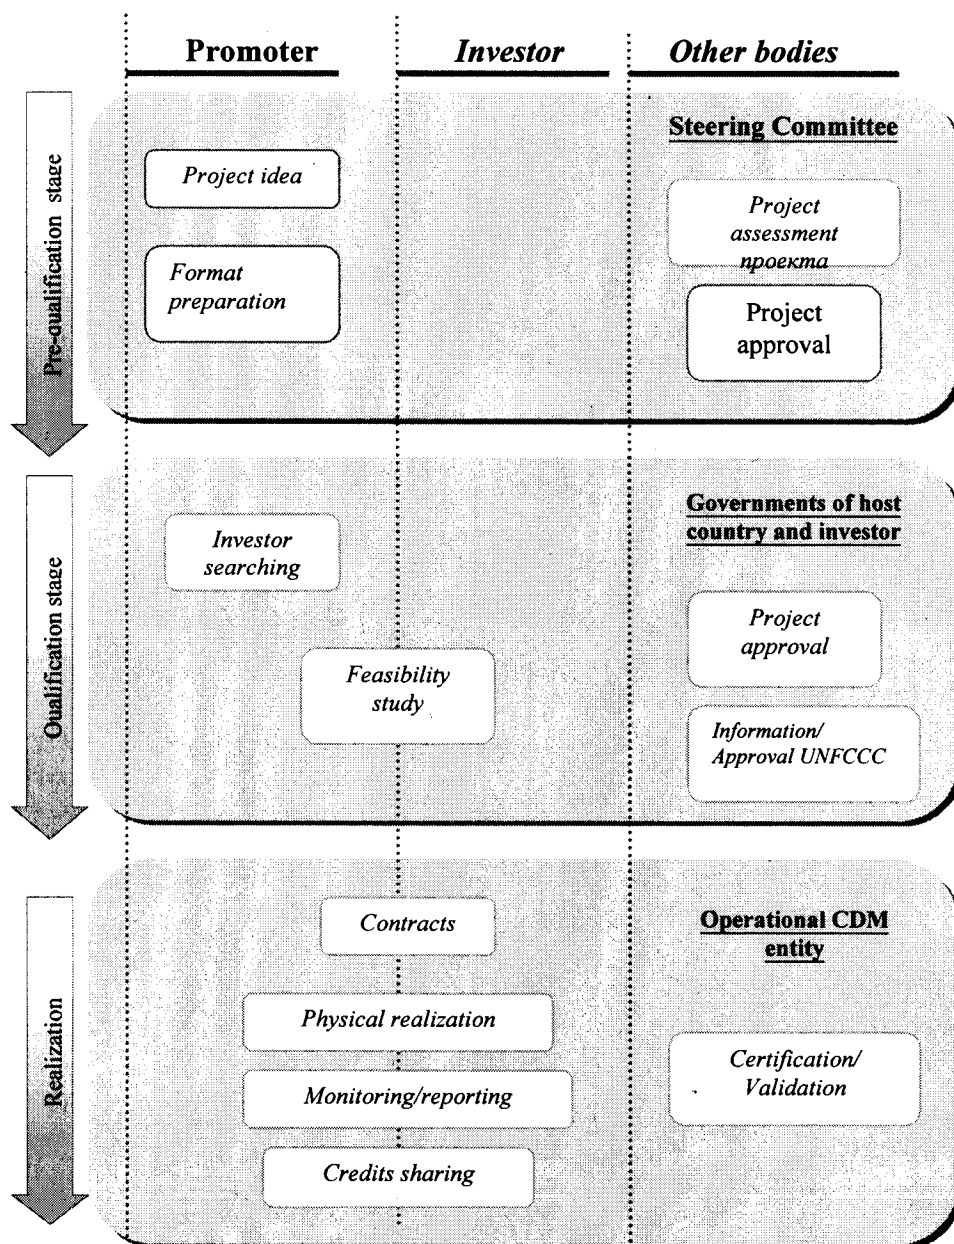 Promoter
Investor
Other bodies
Pre-qualification stage
Steering Committee
Project idea
Project
assessment
проекта
Format
preparation
Project
approval
Qualification stage
Governments of host
country and investor
Investor
searching
Project
approval
Feasibility
study
Information/
Approval UNFCCC
Realization
Contracts
Operational CDM
entity
Physical realization
Certification/
Validation
Monitoring/reporting
Credits sharing